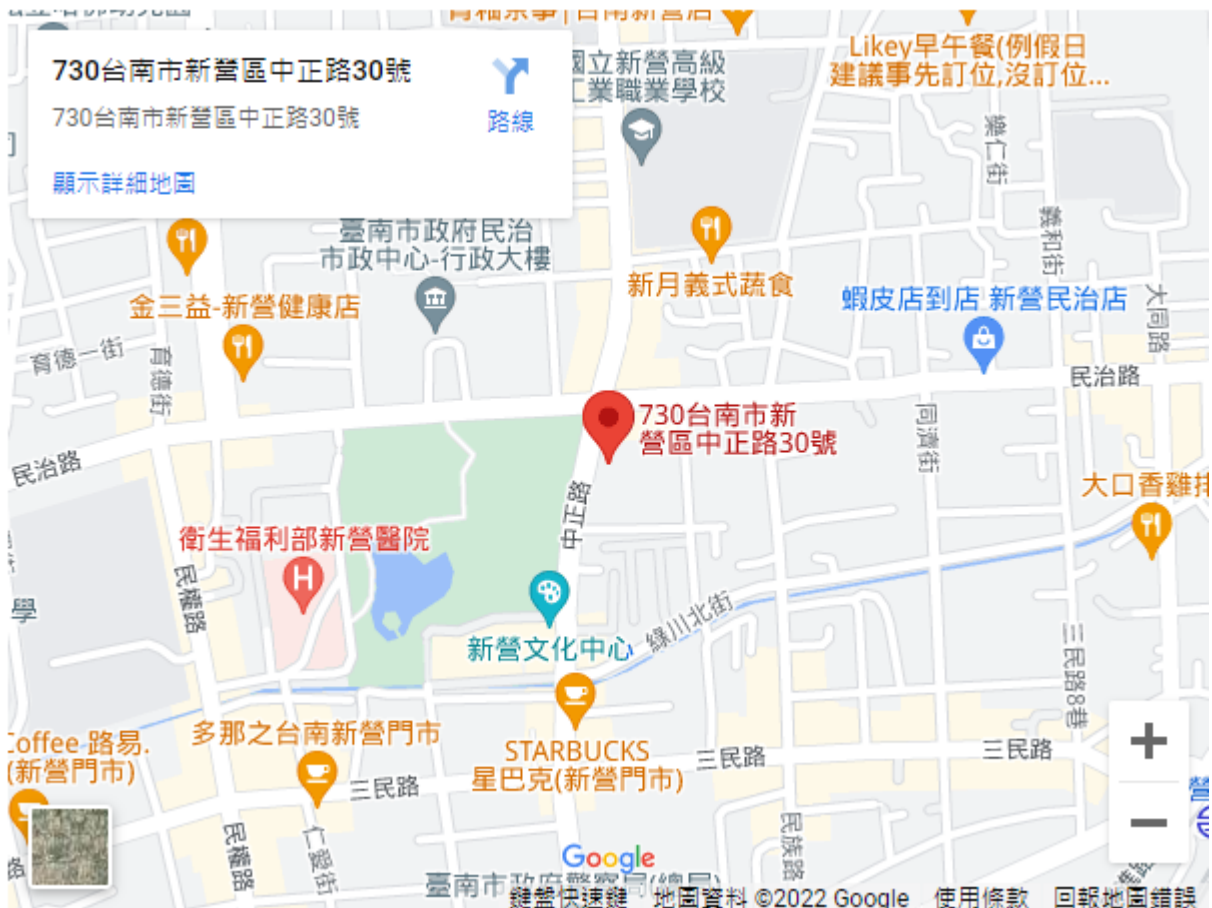 730台南市新營區中正路30號
730台南市新營區中正路30號
路線
顯示詳細地圖
國立新營高級
工業職業學校
Likey早午餐(例假日
建議事先訂位,沒訂位...
樂仁街
義和街
大同路
臺南市政府民治
市政中心-行政大樓
新月義式蔬食
金三益-新營健康店
蝦皮店到店 新營民治店
育德一街
育德街
民治路
730台南市新
營區中正路30號
同濟街
民治路
大口香雞排
中正路
衛生福利部新營醫院
H
民權路
學
新營文化中心
綠川北街
三民路8巷
Coffee 路易.
(新營門市)
多那之台南新營門市
STARBUCKS
星巴克(新營門市)
三民路
三民路
三民路
民權路
仁愛街
民族路
路
營
Google
臺南市政府警察局(總局)
鍵盤快速鍵 地圖資料 ©2022 Google 使用條款 回報地圖錯誤